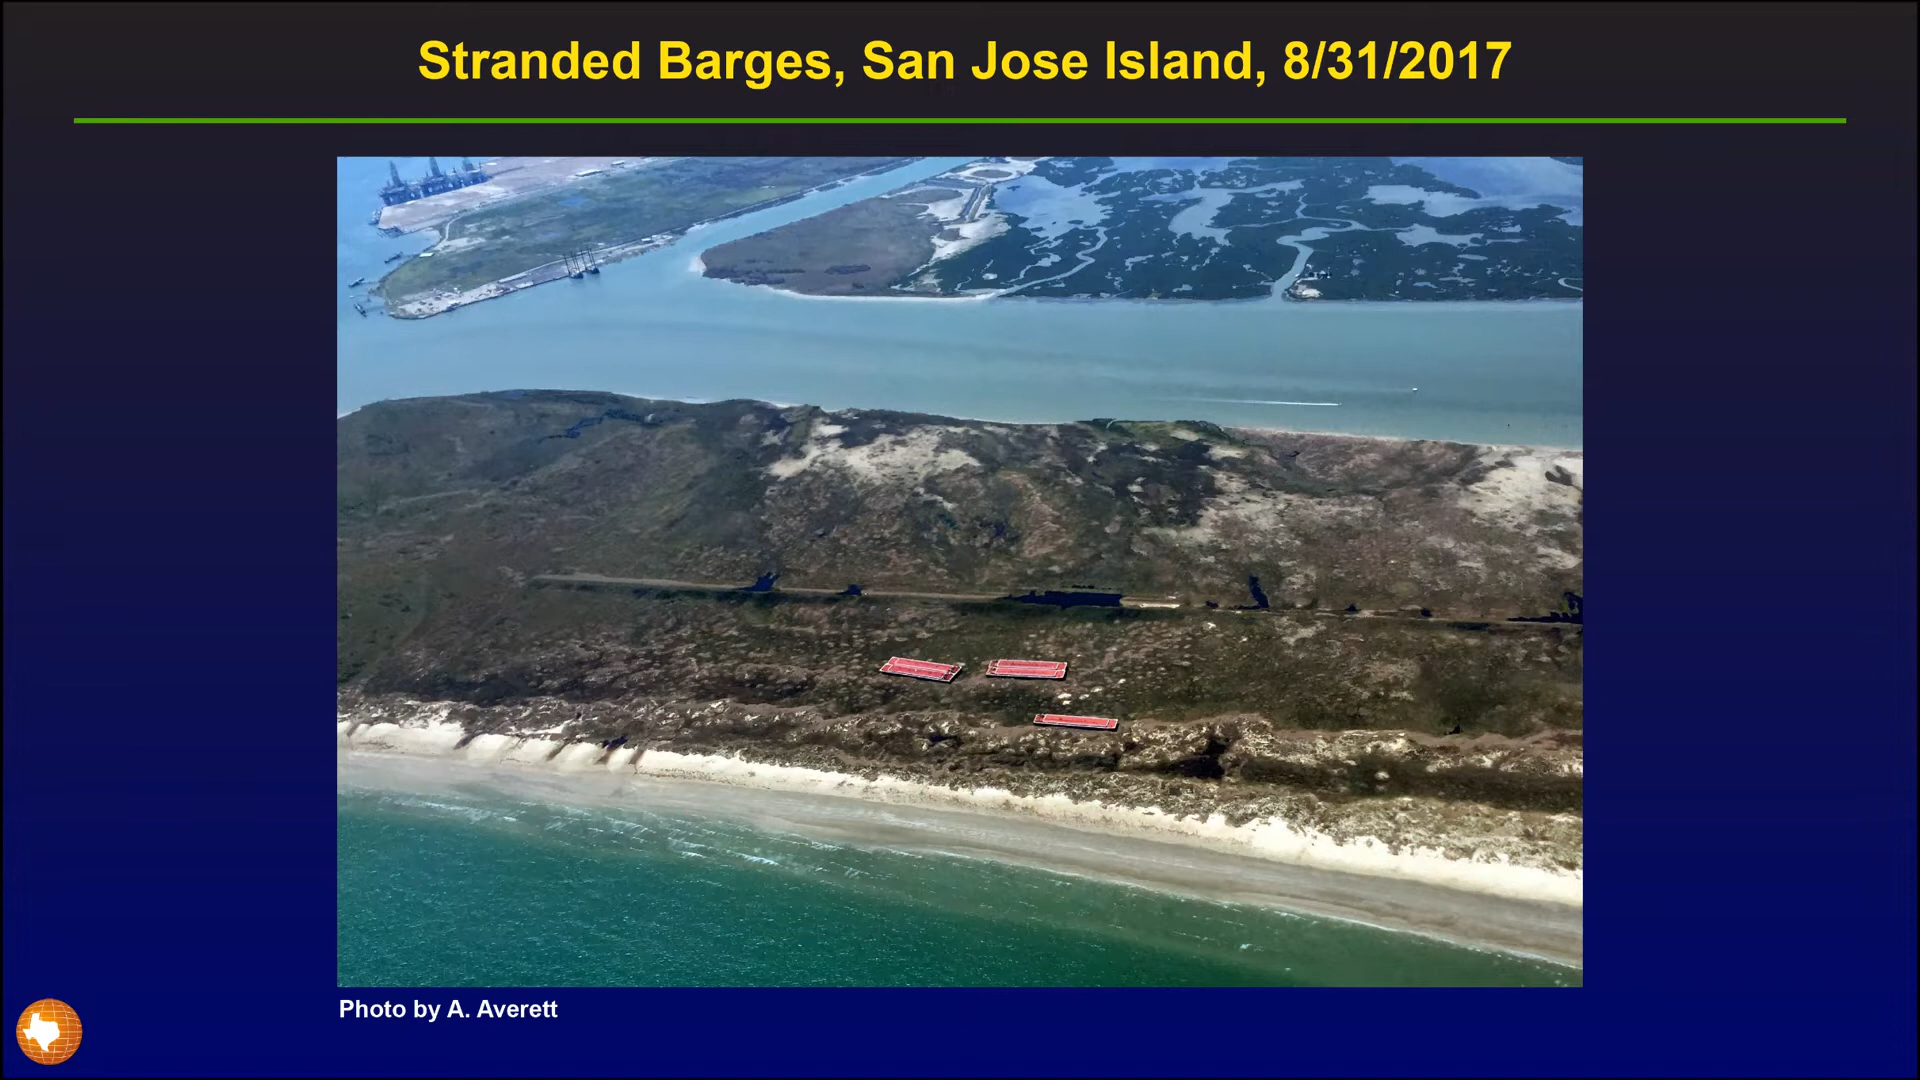 Stranded Barges, San Jose Island, 8/31/2017
Photo by A. Averett